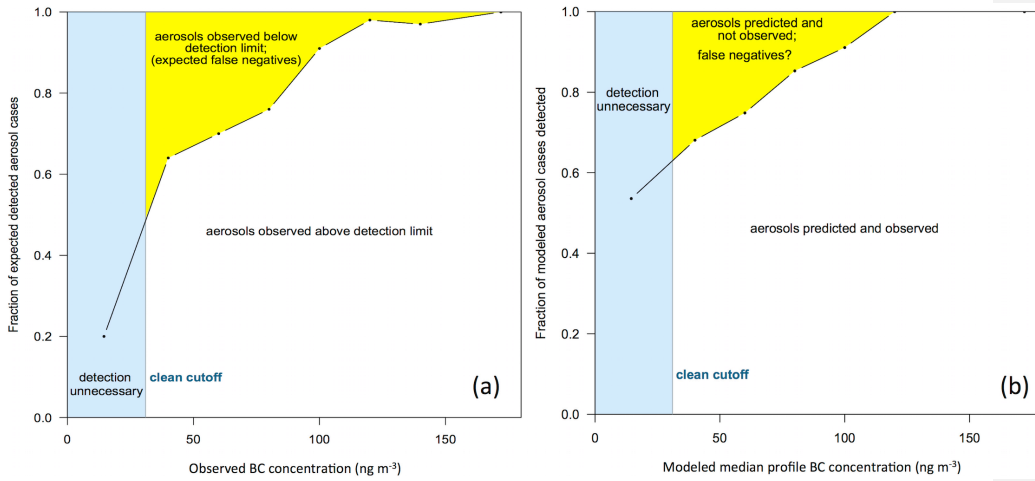 1.0
0.8
0.6
0.4
0.2
0.0
Fraction of expected detected aerosol cases
aerosols observed below
detection limit;
(expected false negatives)
aerosols observed above detection limit
detection
unnecessary
clean cutoff
(a)
0
50
100
150
Observed BC concentration (ng m⁻³)
1.0
0.8
0.6
0.4
0.2
0.0
Fraction of modeled aerosol cases detected
aerosols predicted and
not observed;
false negatives?
detection
unnecessary
aerosols predicted and observed
clean cutoff
(b)
0
50
100
150
Modeled median profile BC concentration (ng m⁻³)